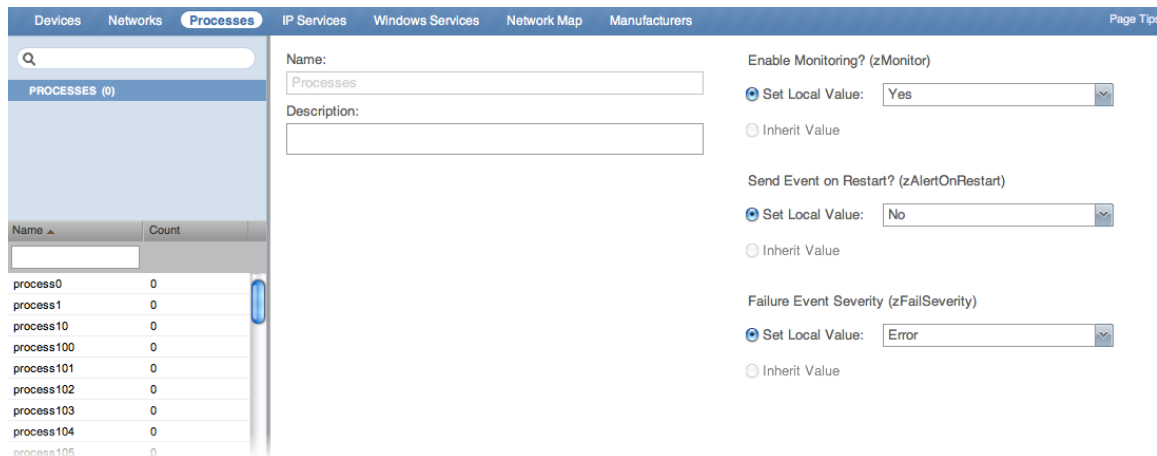 Devices Networks Processes IP Services Windows Services Network Map Manufacturers Page Tips
PROCESSES (0)
Name Count
process0 0
process1 0
process10 0
process100 0
process101 0
process102 0
process103 0
process104 0
process105 0
Name:
Processes
Description:
Enable Monitoring? (zMonitor)
Set Local Value: Yes
Inherit Value
Send Event on Restart? (zAlertOnRestart)
Set Local Value: No
Inherit Value
Failure Event Severity (zFailSeverity)
Set Local Value: Error
Inherit Value